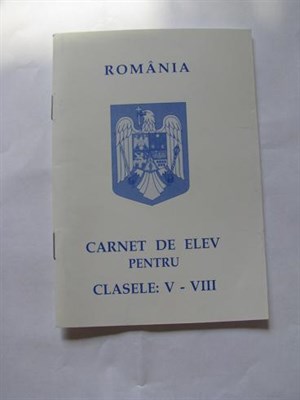 ROMÂNIA
CARNET DE ELEV
PENTRU
CLASELE: V - VIII